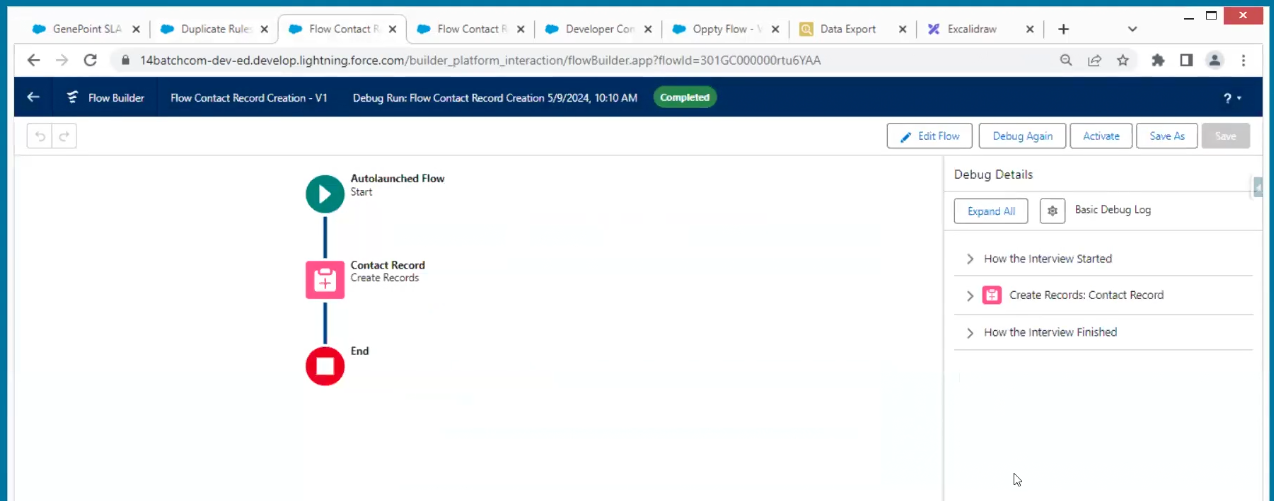 GenePoint SLA
Duplicate Rules
Flow Contact R
Flow Contact R
Developer Con
Oppty Flow - V
Data Export
Excalidraw
14batchcom-dev-ed.develop.lightning.force.com/builder_platform_interaction/flowBuilder.app?flowId=301GC000000rtu6YAA
Flow Builder
Flow Contact Record Creation - V1
Debug Run: Flow Contact Record Creation 5/9/2024, 10:10 AM
Completed
?
Edit Flow
Debug Again
Activate
Save As
Save
Autolaunched Flow
Start
Contact Record
Create Records
End
Debug Details
Expand All
Basic Debug Log
How the Interview Started
Create Records: Contact Record
How the Interview Finished